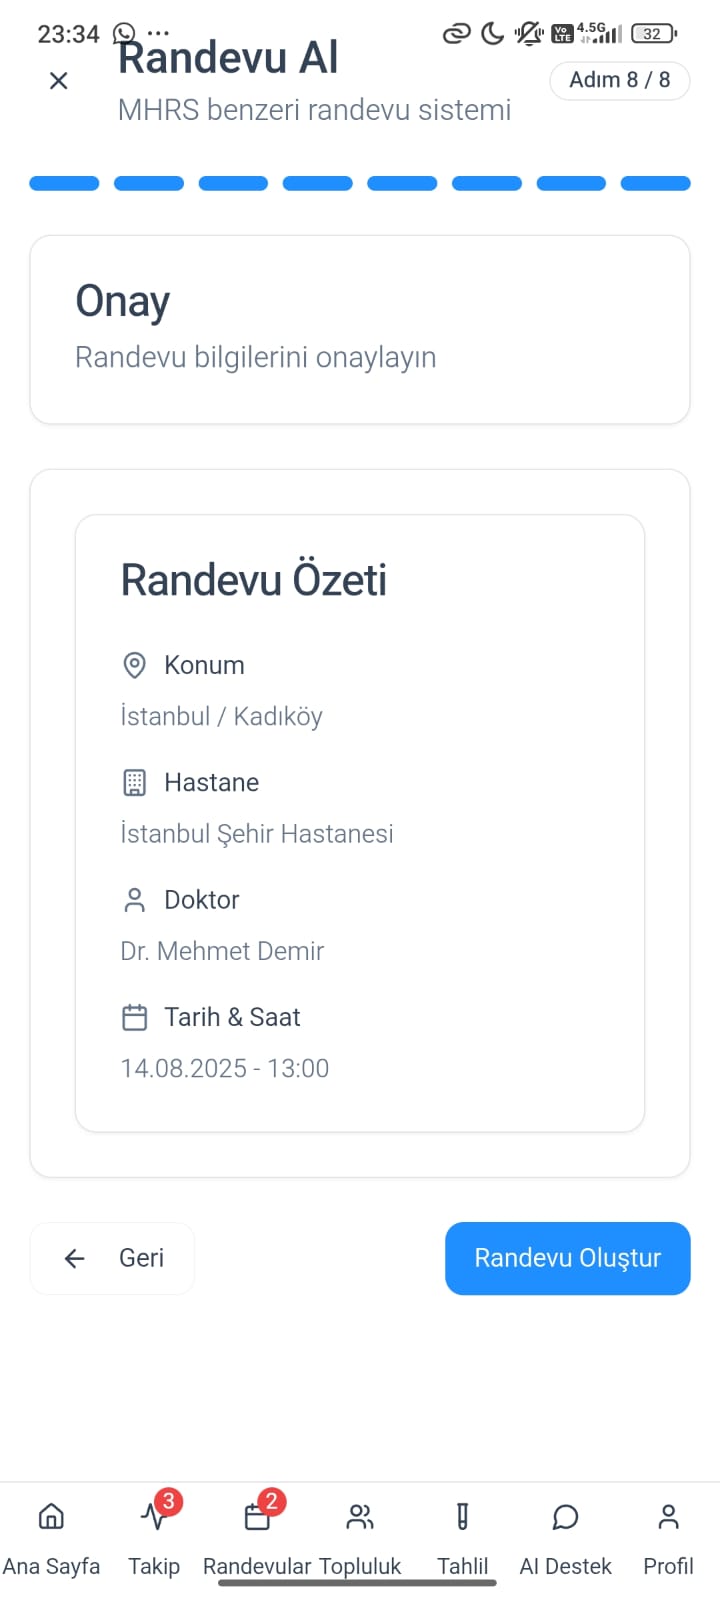 23:34
Vo LTE 4.5G 32
Randevu Al
MHRS benzeri randevu sistemi
Adım 8 / 8
Onay
Randevu bilgilerini onaylayın
Randevu Özeti
Konum
İstanbul / Kadıköy
Hastane
İstanbul Şehir Hastanesi
Doktor
Dr. Mehmet Demir
Tarih & Saat
14.08.2025 - 13:00
Geri
Randevu Oluştur
3 2
Ana Sayfa Takip Randevular Topluluk Tahlil AI Destek Profil